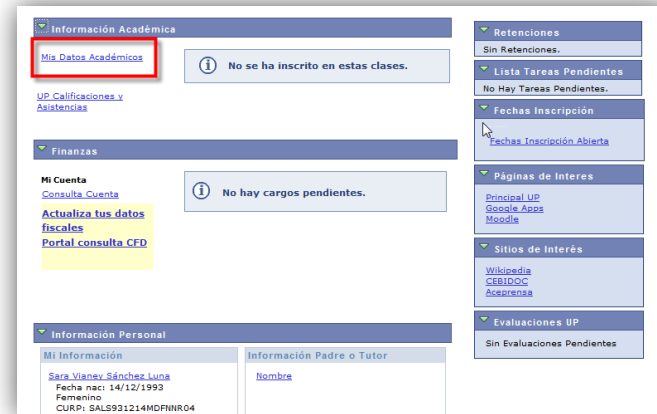 Información Académica
Mis Datos Académicos
No se ha inscrito en estas clases.
UP Calificaciones y
Asistencias
Finanzas
Mi Cuenta
Consulta Cuenta
No hay cargos pendientes.
Actualiza tus datos
fiscales
Portal consulta CFD
Información Personal
Mi Información
Sara Vianey Sánchez Luna
Fecha nac: 14/12/1993
Femenino
CURP: SALS931214MDFNNR04
Información Padre o Tutor
Nombre
Retenciones
Sin Retenciones.
Lista Tareas Pendientes
No Hay Tareas Pendientes.
Fechas Inscripción
Fechas Inscripción Abierta
Páginas de Interes
Principal UP
Google Apps
Moodle
Sitios de Interès
Wikipedia
CEBIDOC
Aceprensa
Evaluaciones UP
Sin Evaluaciones Pendientes